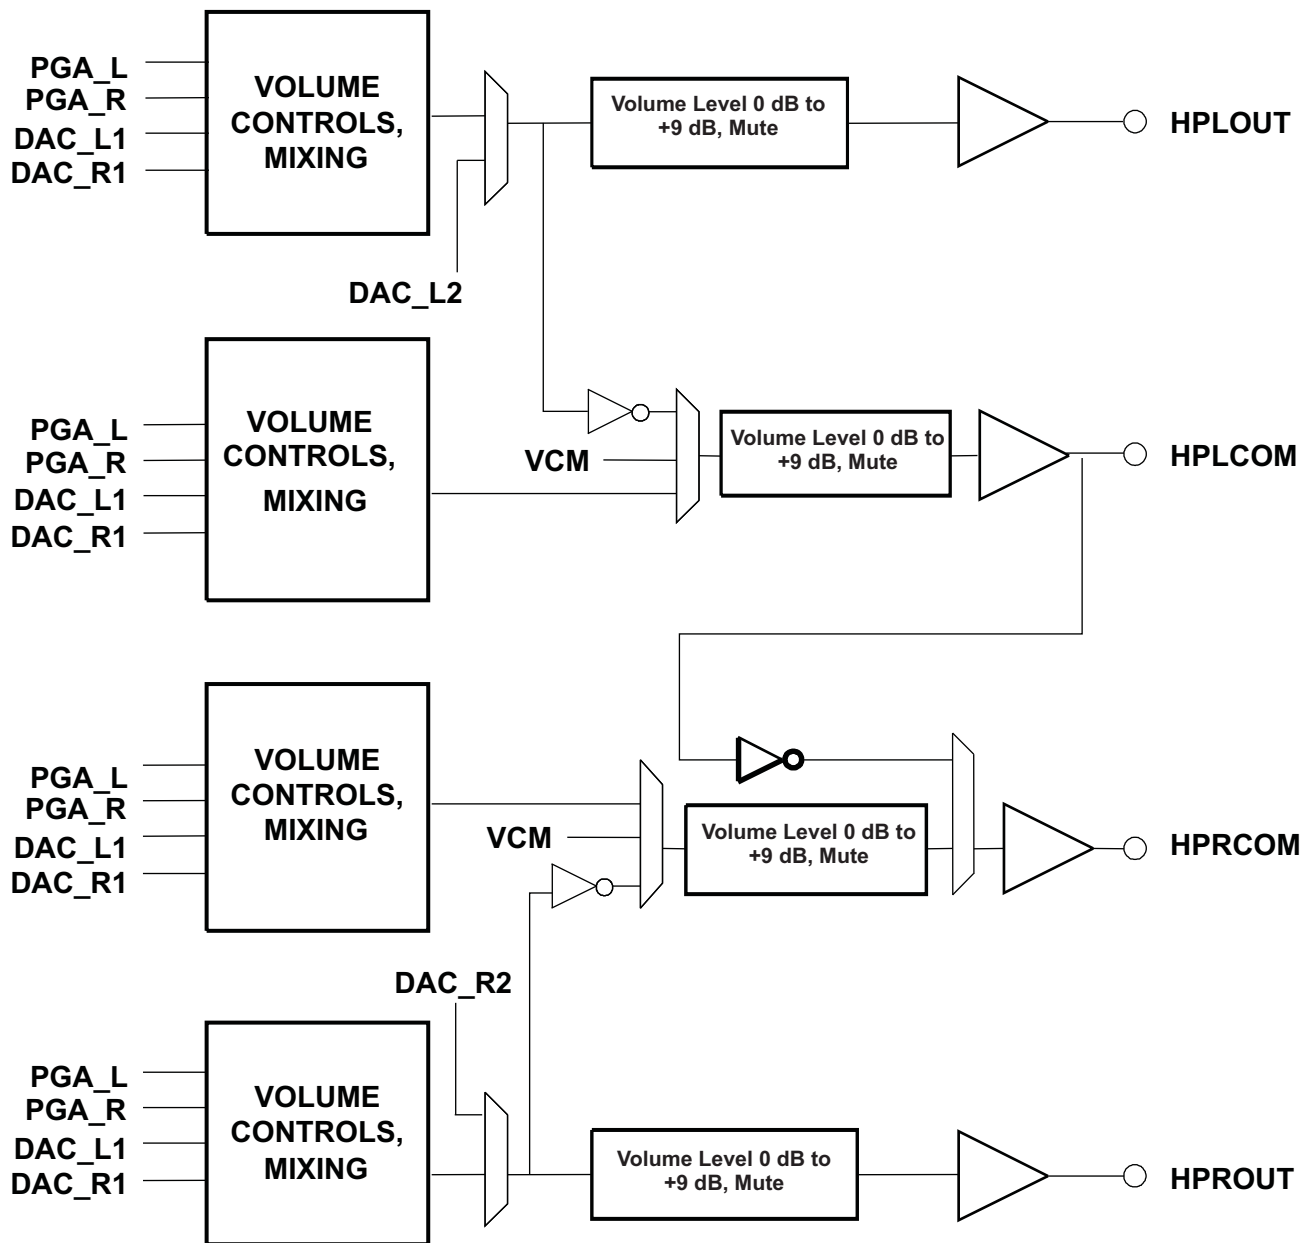 PGA_L
PGA_R
DAC_L1
DAC_R1
VOLUME
CONTROLS,
MIXING
DAC_L2
Volume Level 0 dB to
+9 dB, Mute
HPLOUT
PGA_L
PGA_R
DAC_L1
DAC_R1
VOLUME
CONTROLS,
MIXING
VCM
Volume Level 0 dB to
+9 dB, Mute
HPLCOM
PGA_L
PGA_R
DAC_L1
DAC_R1
VOLUME
CONTROLS,
MIXING
VCM
Volume Level 0 dB to
+9 dB, Mute
HPRCOM
DAC_R2
PGA_L
PGA_R
DAC_L1
DAC_R1
VOLUME
CONTROLS,
MIXING
Volume Level 0 dB to
+9 dB, Mute
HPROUT